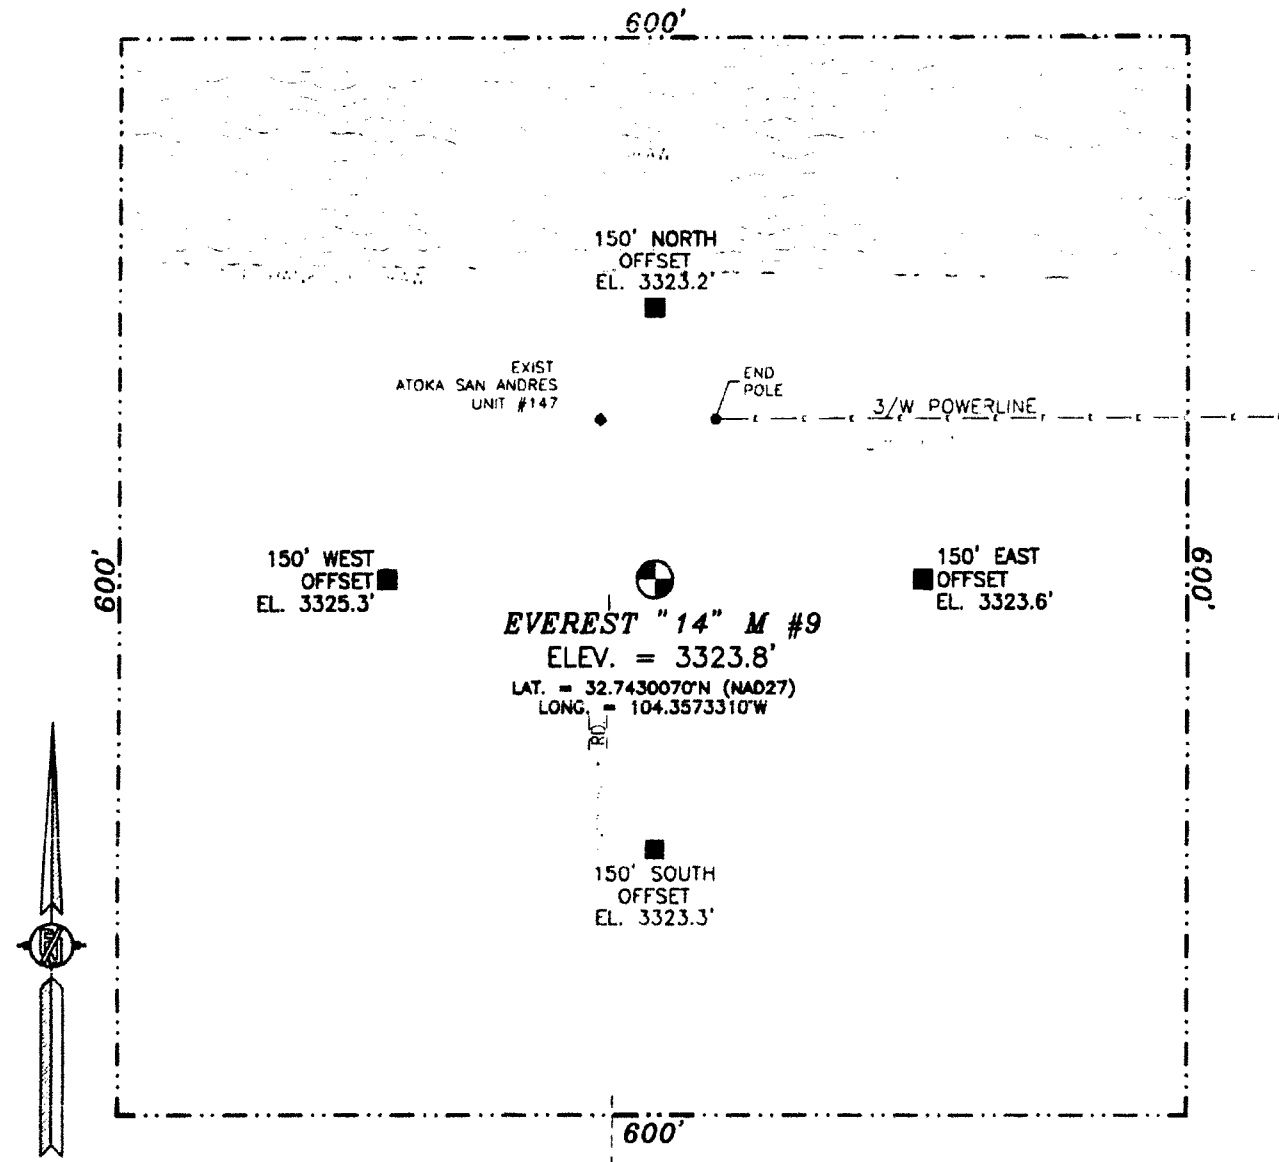 600'
150' NORTH
OFFSET
EL. 3323.2'
EXIST
ATOKA SAN ANDRES
UNIT #147
END
POLE
3/W POWERLINE
600'
150' WEST
OFFSET
EL. 3325.3'
150' EAST
OFFSET
EL. 3323.6'
600'
EVEREST "14" M #9
ELEV. = 3323.8'
LAT. = 32.7430070°N (NAD27)
LONG. = 104.3573310°W
RD
150' SOUTH
OFFSET
EL. 3323.3'
600'